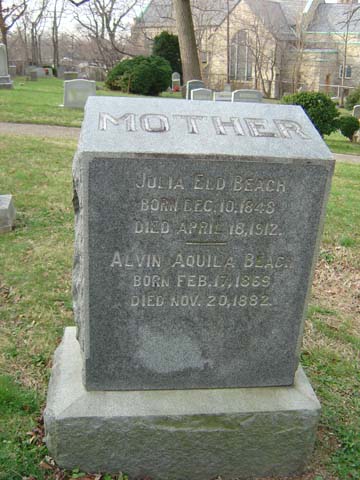 MOTHER
JULIA ELD BEACH
BORN DEC. 10, 1848
DIED APRIL 18, 1912.
ALVIN AQUILA BEACH
BORN FEB. 17, 1869
DIED NOV. 20, 1882.